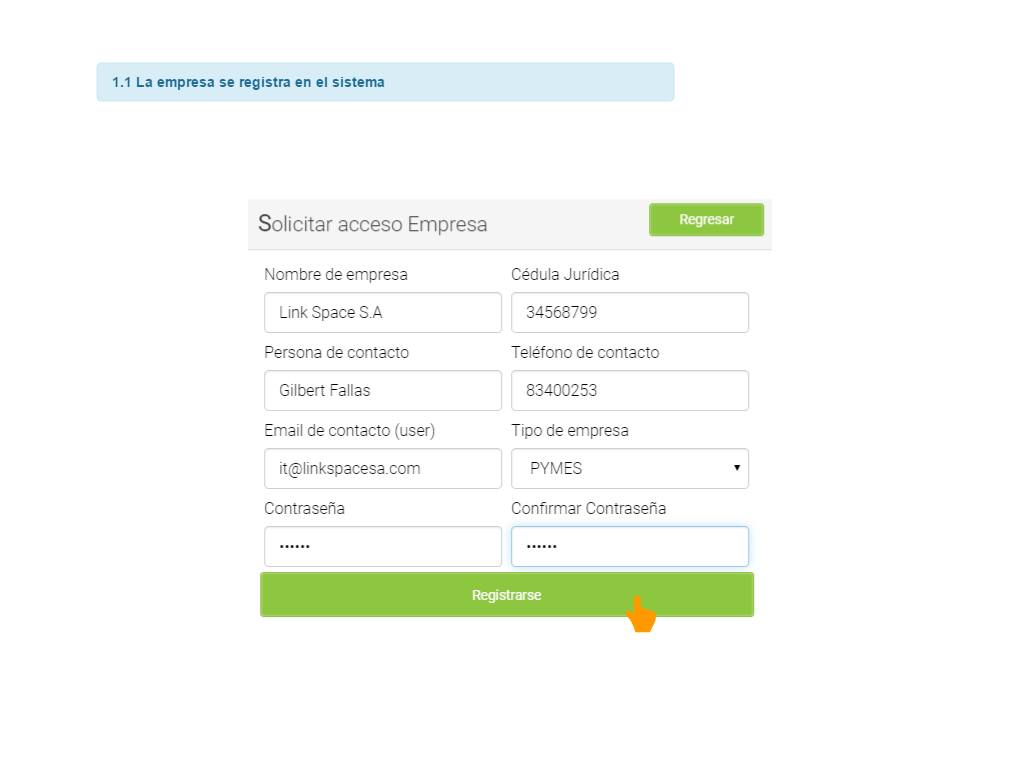 1.1 La empresa se registra en el sistema
Solicitar acceso Empresa
Regresar
Nombre de empresa
Cédula Jurídica
Link Space S.A
34568799
Persona de contacto
Teléfono de contacto
Gilbert Fallas
83400253
Email de contacto (user)
Tipo de empresa
it@linkspacesa.com
PYMES
Contraseña
Confirmar Contraseña
••••••
••••••
Registrarse